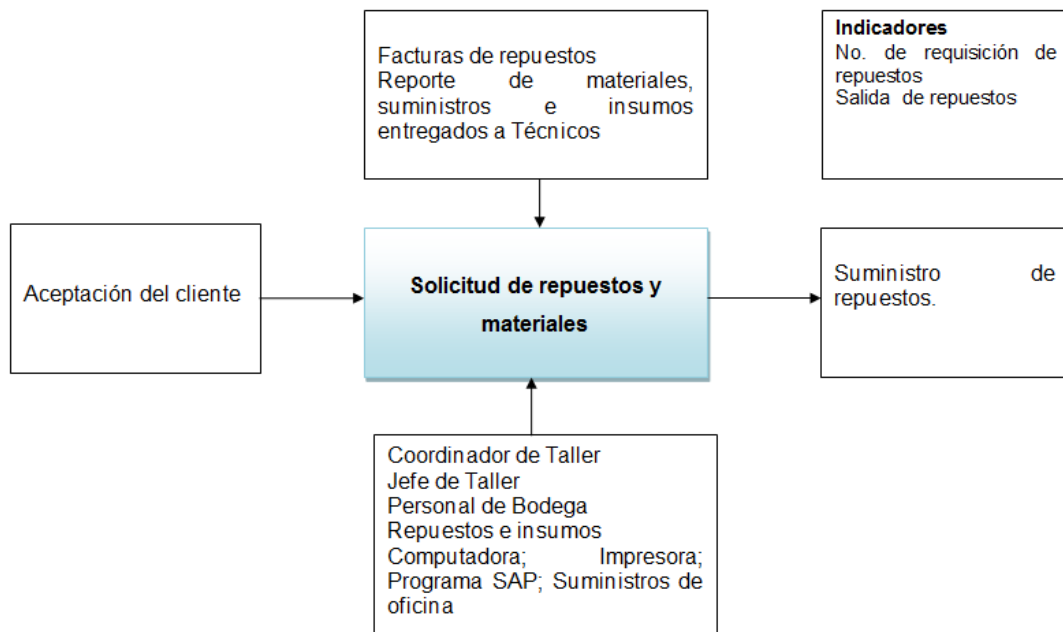 Facturas de repuestos
Reporte de materiales,
suministros e insumos
entregados a Técnicos
Indicadores
No. de requisición de
repuestos
Salida de repuestos
Aceptación del cliente
Solicitud de repuestos y
materiales
Suministro de
repuestos.
Coordinador de Taller
Jefe de Taller
Personal de Bodega
Repuestos e insumos
Computadora; Impresora;
Programa SAP; Suministros de
oficina